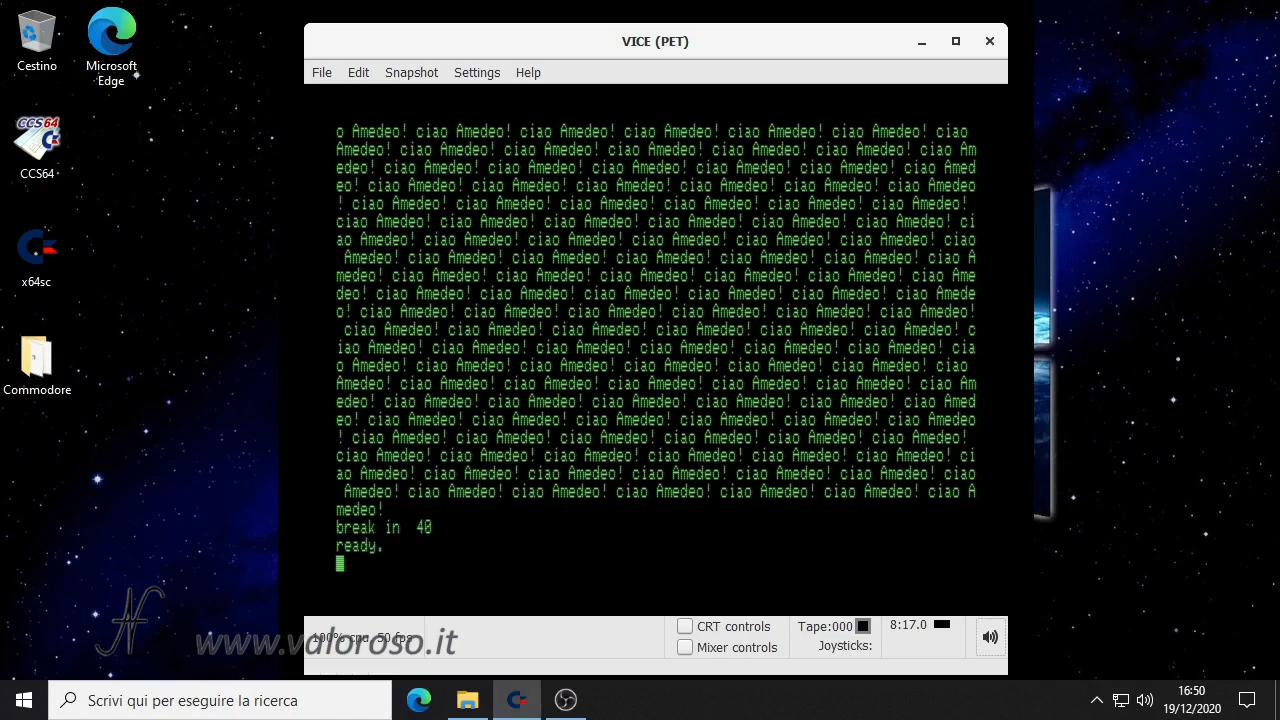 Cestino
Microsoft
Edge
CCS64
CCS64
x64sc
Commodore
VICE (PET)
File Edit Snapshot Settings Help
o Amedeo! ciao Amedeo! ciao Amedeo! ciao Amedeo! ciao Amedeo! ciao Amedeo! ciao
Amedeo! ciao Amedeo! ciao Amedeo! ciao Amedeo! ciao Amedeo! ciao Amedeo! ciao Am
edeo! ciao Amedeo! ciao Amedeo! ciao Amedeo! ciao Amedeo! ciao Amedeo! ciao Amed
eo! ciao Amedeo! ciao Amedeo! ciao Amedeo! ciao Amedeo! ciao Amedeo! ciao Amedeo
! ciao Amedeo! ciao Amedeo! ciao Amedeo! ciao Amedeo! ciao Amedeo! ciao Amedeo!
ciao Amedeo! ciao Amedeo! ciao Amedeo! ciao Amedeo! ciao Amedeo! ciao Amedeo! ci
ao Amedeo! ciao Amedeo! ciao Amedeo! ciao Amedeo! ciao Amedeo! ciao Amedeo! ciao
Amedeo! ciao Amedeo! ciao Amedeo! ciao Amedeo! ciao Amedeo! ciao Amedeo! ciao A
medeo! ciao Amedeo! ciao Amedeo! ciao Amedeo! ciao Amedeo! ciao Amedeo! ciao Ame
deo! ciao Amedeo! ciao Amedeo! ciao Amedeo! ciao Amedeo! ciao Amedeo! ciao Amede
o! ciao Amedeo! ciao Amedeo! ciao Amedeo! ciao Amedeo! ciao Amedeo! ciao Amedeo!
ciao Amedeo! ciao Amedeo! ciao Amedeo! ciao Amedeo! ciao Amedeo! ciao Amedeo! c
iao Amedeo! ciao Amedeo! ciao Amedeo! ciao Amedeo! ciao Amedeo! ciao Amedeo! cia
o Amedeo! ciao Amedeo! ciao Amedeo! ciao Amedeo! ciao Amedeo! ciao Amedeo! ciao
Amedeo! ciao Amedeo! ciao Amedeo! ciao Amedeo! ciao Amedeo! ciao Amedeo! ciao Am
edeo! ciao Amedeo! ciao Amedeo! ciao Amedeo! ciao Amedeo! ciao Amedeo! ciao Amed
eo! ciao Amedeo! ciao Amedeo! ciao Amedeo! ciao Amedeo! ciao Amedeo! ciao Amedeo
! ciao Amedeo! ciao Amedeo! ciao Amedeo! ciao Amedeo! ciao Amedeo! ciao Amedeo!
ciao Amedeo! ciao Amedeo! ciao Amedeo! ciao Amedeo! ciao Amedeo! ciao Amedeo! ci
ao Amedeo! ciao Amedeo! ciao Amedeo! ciao Amedeo! ciao Amedeo! ciao Amedeo! ciao
Amedeo! ciao Amedeo! ciao Amedeo! ciao Amedeo! ciao Amedeo! ciao Amedeo! ciao A
medeo!
break in 40
ready.
100% cpu, 50 fps
CRT controls
Mixer controls
Tape:000
Joysticks:
8:17.0
www.valoroso.it
Scrivi qui per eseguire la ricerca
16:50
19/12/2020